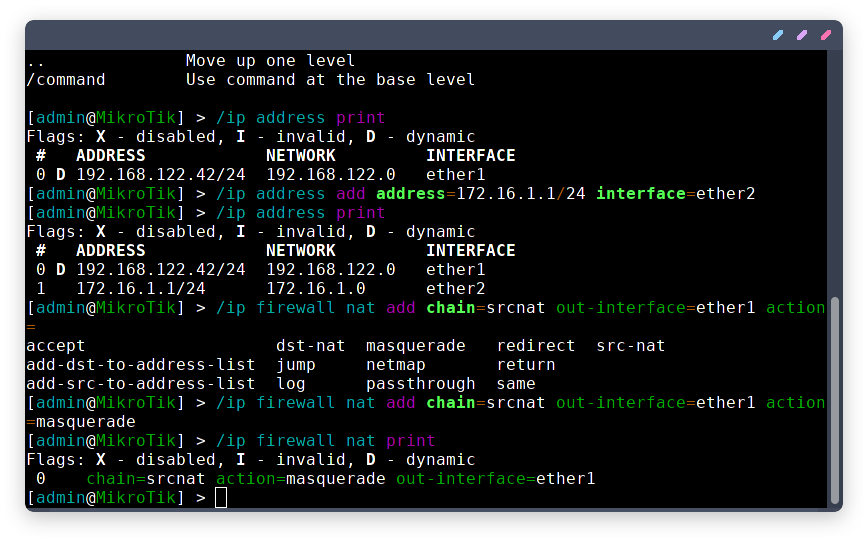 ..              Move up one level
/command        Use command at the base level
[admin@MikroTik] > /ip address print
Flags: X - disabled, I - invalid, D - dynamic
 #   ADDRESS            NETWORK         INTERFACE
 0 D 192.168.122.42/24  192.168.122.0   ether1
[admin@MikroTik] > /ip address add address=172.16.1.1/24 interface=ether2
[admin@MikroTik] > /ip address print
Flags: X - disabled, I - invalid, D - dynamic
 #   ADDRESS            NETWORK         INTERFACE
 0 D 192.168.122.42/24  192.168.122.0   ether1
 1   172.16.1.1/24      172.16.1.0      ether2
[admin@MikroTik] > /ip firewall nat add chain=srcnat out-interface=ether1 action
=
accept                   dst-nat  masquerade   redirect  src-nat
add-dst-to-address-list  jump     netmap       return
add-src-to-address-list  log      passthrough  same
[admin@MikroTik] > /ip firewall nat add chain=srcnat out-interface=ether1 action
=masquerade
[admin@MikroTik] > /ip firewall nat print
Flags: X - disabled, I - invalid, D - dynamic
 0    chain=srcnat action=masquerade out-interface=ether1
[admin@MikroTik] >